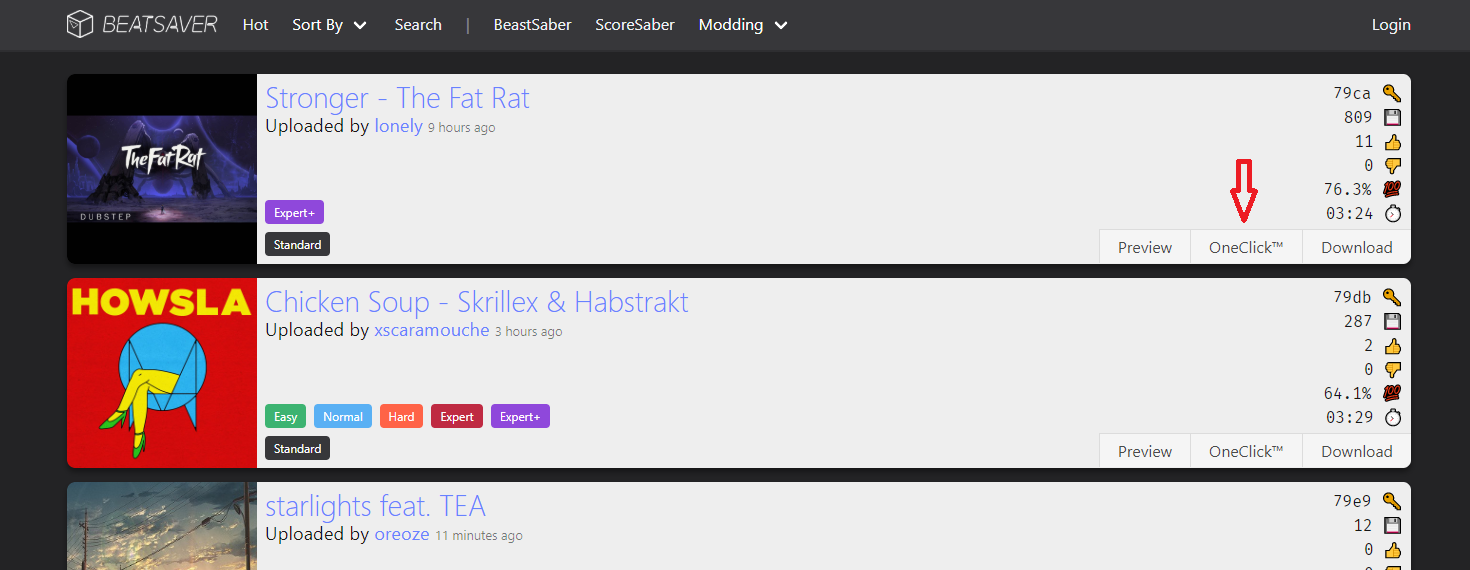 BEATSAVER Hot Sort By Search | BeastSaber ScoreSaber Modding Login
TheFatRat
DUBSTEP
Stronger - The Fat Rat
Uploaded by lonely 9 hours ago
Expert+
Standard
79ca
809
11
0
76.3%
03:24
Preview OneClick™ Download
HOWSLA
Chicken Soup - Skrillex & Habstrakt
Uploaded by xscaramouche 3 hours ago
Easy Normal Hard Expert Expert+
Standard
79db
287
2
0
64.1%
03:29
Preview OneClick™ Download
starlights feat. TEA
Uploaded by oreoze 11 minutes ago
79e9
12
0